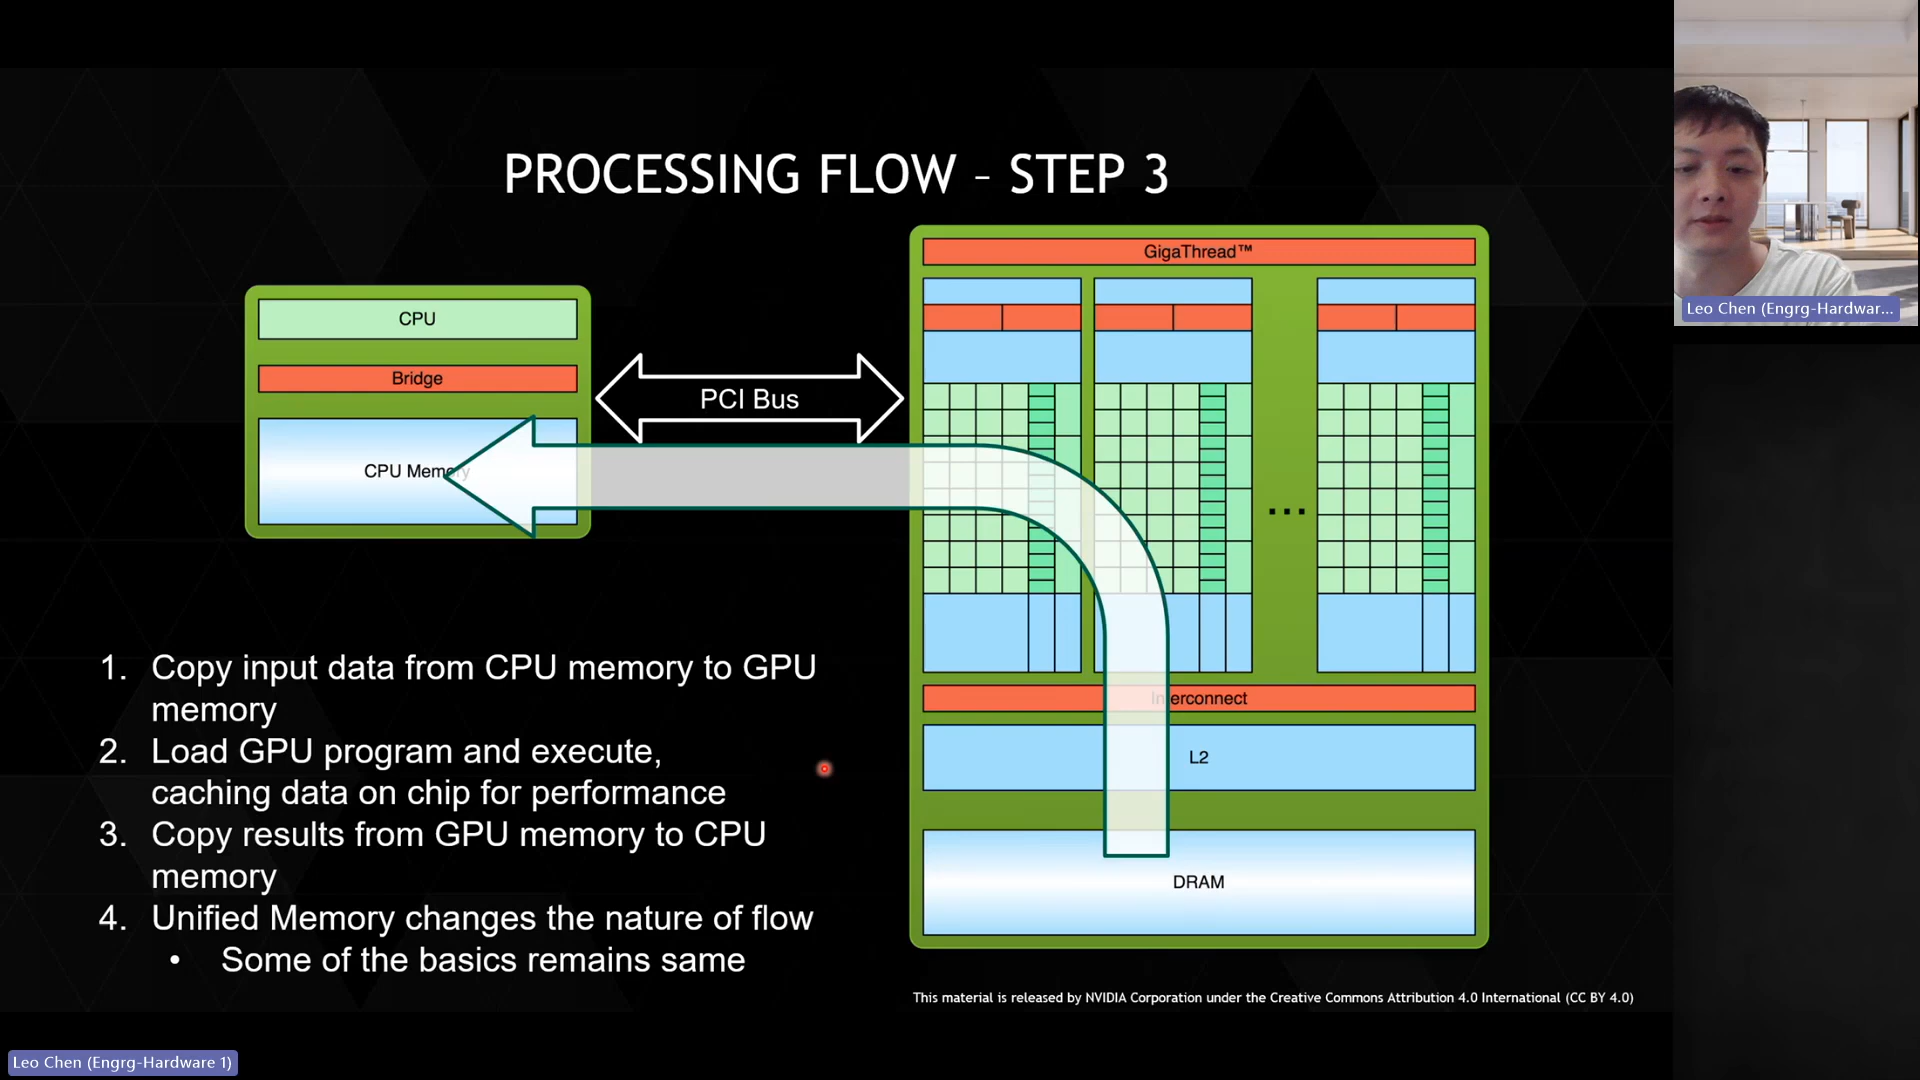 PROCESSING FLOW – STEP 3
GigaThread™
CPU
Bridge
PCI Bus
CPU Memory
Leo Chen (Engrg-Hardwar...
...
1. Copy input data from CPU memory to GPU
memory
2. Load GPU program and execute,
caching data on chip for performance
3. Copy results from GPU memory to CPU
memory
4. Unified Memory changes the nature of flow
• Some of the basics remains same
Interconnect
L2
DRAM
This material is released by NVIDIA Corporation under the Creative Commons Attribution 4.0 International (CC BY 4.0)
Leo Chen (Engrg-Hardware 1)